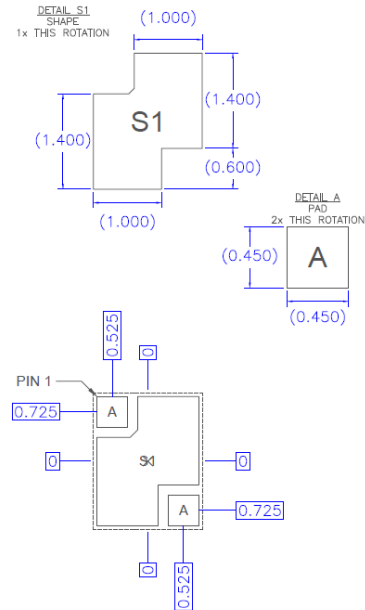 DETAIL S1
SHAPE
1x THIS ROTATION
(1.000)
(1.400)
S1
(1.400)
(0.600)
(1.000)
DETAIL A
PAD
2x THIS ROTATION
(0.450)
A
(0.450)
0.525
0
PIN 1
A
0.725
0
0
A
0.725
0
0.525